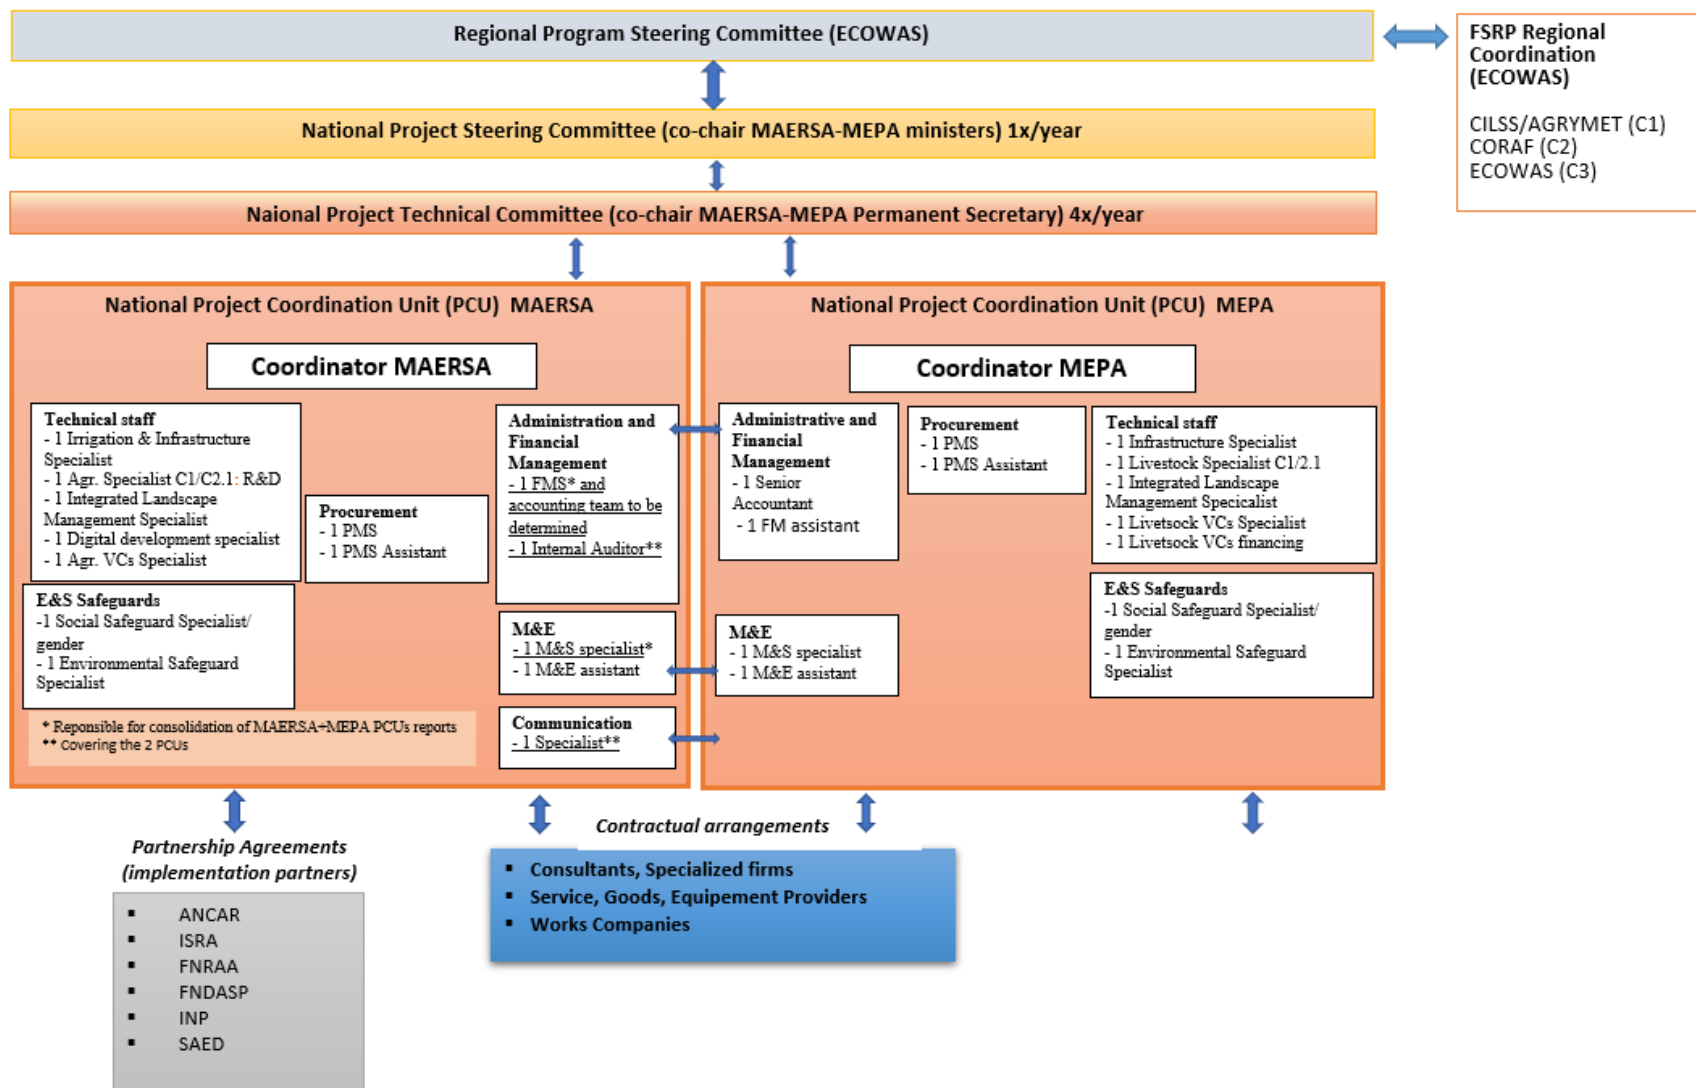 Regional Program Steering Committee (ECOWAS)
FSRP Regional
Coordination
(ECOWAS)
CILSS/AGRYMET (C1)
CORAF (C2)
ECOWAS (C3)
National Project Steering Committee (co-chair MAERSA-MEPA ministers) 1x/year
Naional Project Technical Committee (co-chair MAERSA-MEPA Permanent Secretary) 4x/year
National Project Coordination Unit (PCU)  MAERSA
Coordinator MAERSA
Technical staff
- 1 Irrigation & Infrastructure
Specialist
- 1 Agr. Specialist C1/C2.1: R&D
- 1 Integrated Landscape
Management Specialist
- 1 Digital development specialist
- 1 Agr. VCs Specialist
Procurement
- 1 PMS
- 1 PMS Assistant
Administration and
Financial
Management
- 1 FMS* and
accounting team to be
determined
- 1 Internal Auditor**
E&S Safeguards
-1 Social Safeguard Specialist/
gender
- 1 Environmental Safeguard
Specialist
M&E
- 1 M&S specialist*
- 1 M&E assistant
Communication
- 1 Specialist**
* Reponsible for consolidation of MAERSA+MEPA PCUs reports
** Covering the 2 PCUs
National Project Coordination Unit (PCU)  MEPA
Coordinator MEPA
Administrative and
Financial
Management
- 1 Senior
Accountant
- 1 FM assistant
Procurement
- 1 PMS
- 1 PMS Assistant
Technical staff
- 1 Infrastructure Specialist
- 1 Livestock Specialist C1/2.1
- 1 Integrated Landscape
Management Specicalist
- 1 Livetsock VCs Specialist
- 1 Livetsock VCs financing
M&E
- 1 M&S specialist
- 1 M&E assistant
E&S Safeguards
-1 Social Safeguard Specialist/
gender
- 1 Environmental Safeguard
Specialist
Partnership Agreements
(implementation partners)
▪ ANCAR
▪ ISRA
▪ FNRAA
▪ FNDASP
▪ INP
▪ SAED
Contractual arrangements
▪ Consultants, Specialized firms
▪ Service, Goods, Equipement Providers
▪ Works Companies